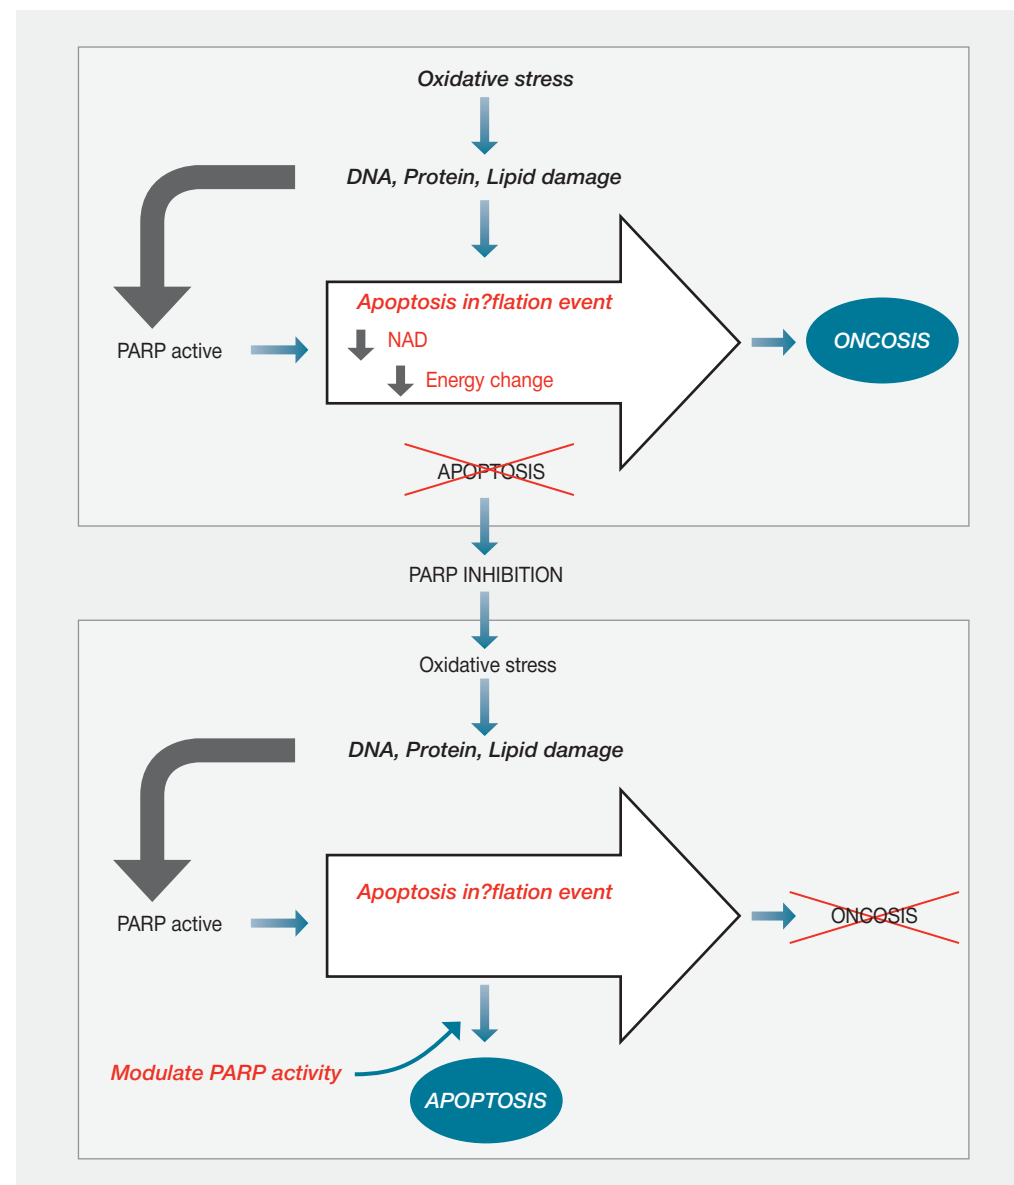 Oxidative stress
DNA, Protein, Lipid damage
Apoptosis in?flation event
NAD
Energy change
PARP active
ONCOSIS
APOPTOSIS
PARP INHIBITION
Oxidative stress
DNA, Protein, Lipid damage
Apoptosis in?flation event
PARP active
ONCOSIS
Modulate PARP activity
APOPTOSIS